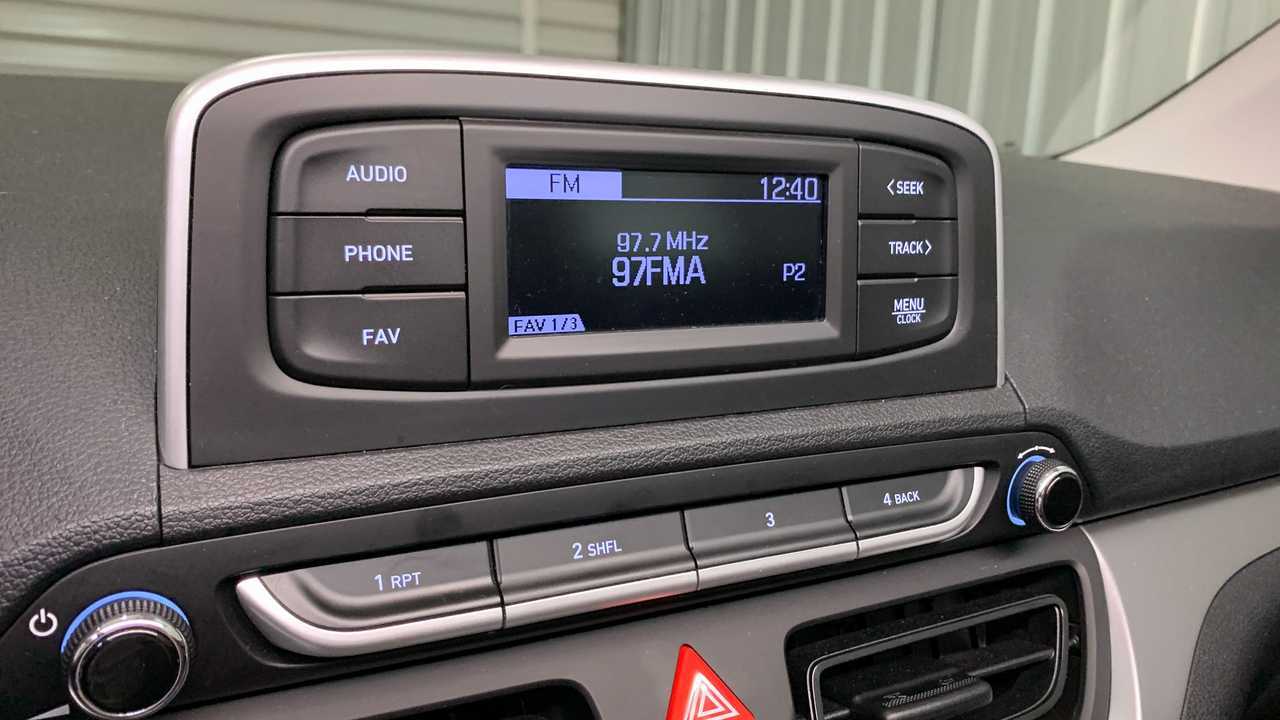 AUDIO
PHONE
FAV
FM
12:40
97.7 MHz
97FMA
P2
FAV 1/3
<SEEK
TRACK>
MENU
CLOCK
1 RPT
2 SHFL
3
4 BACK